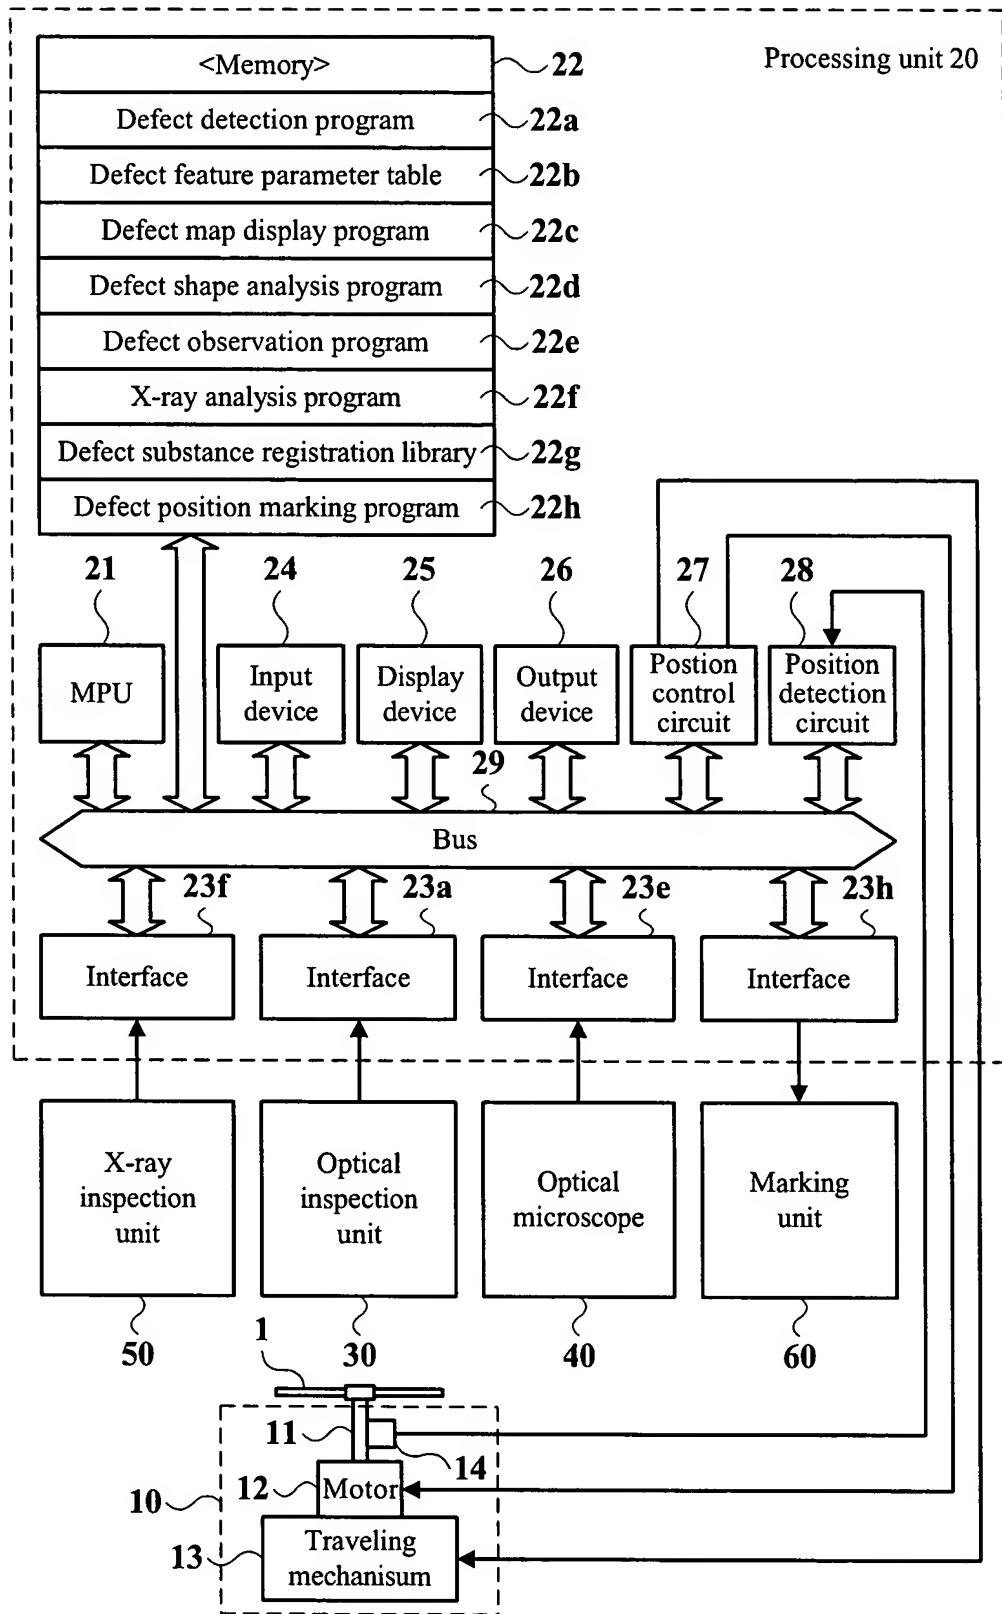 Processing unit 20
<Memory>
22
Defect detection program
22a
Defect feature parameter table
22b
Defect map display program
22c
Defect shape analysis program
22d
Defect observation program
22e
X-ray analysis program
22f
Defect substance registration library
22g
Defect position marking program
22h
21
24
25
26
27
28
MPU
Input
device
Display
device
Output
device
Postion
control
circuit
Position
detection
circuit
29
Bus
23f
23a
23e
23h
Interface
Interface
Interface
Interface
X-ray
inspection
unit
Optical
inspection
unit
Optical
microscope
Marking
unit
50
30
40
60
1
11
14
12
Motor
10
13
Traveling
mechanisum